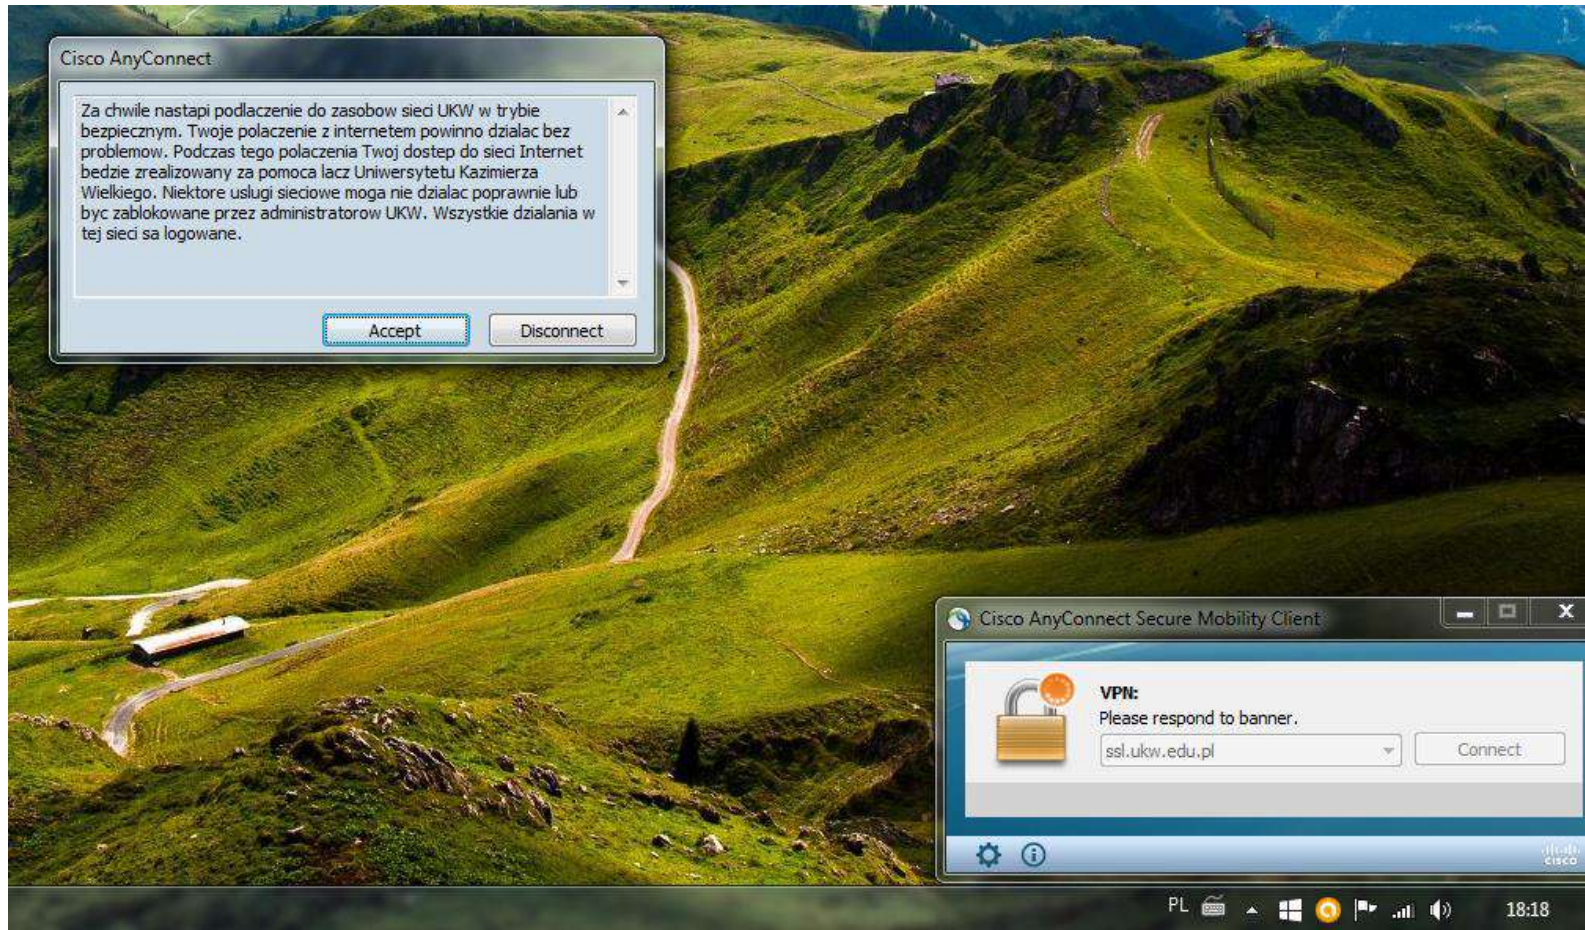 Cisco AnyConnect
Za chwile nastapi podlaczenie do zasobow sieci UKW w trybie
bezpiecznym. Twoje polaczenie z internetem powinno dzialac bez
problemow. Podczas tego polaczenia Twoj dostep do sieci Internet
bedzie zrealizowany za pomoca lacz Uniwersytetu Kazimierza
Wielkiego. Niektore uslugi sieciowe moga nie dzialac poprawnie lub
byc zablokowane przez administratorow UKW. Wszystkie dzialania w
tej sieci sa logowane.
Accept Disconnect
Cisco AnyConnect Secure Mobility Client
VPN:
Please respond to banner.
ssl.ukw.edu.pl Connect
CISCO
PL 18:18